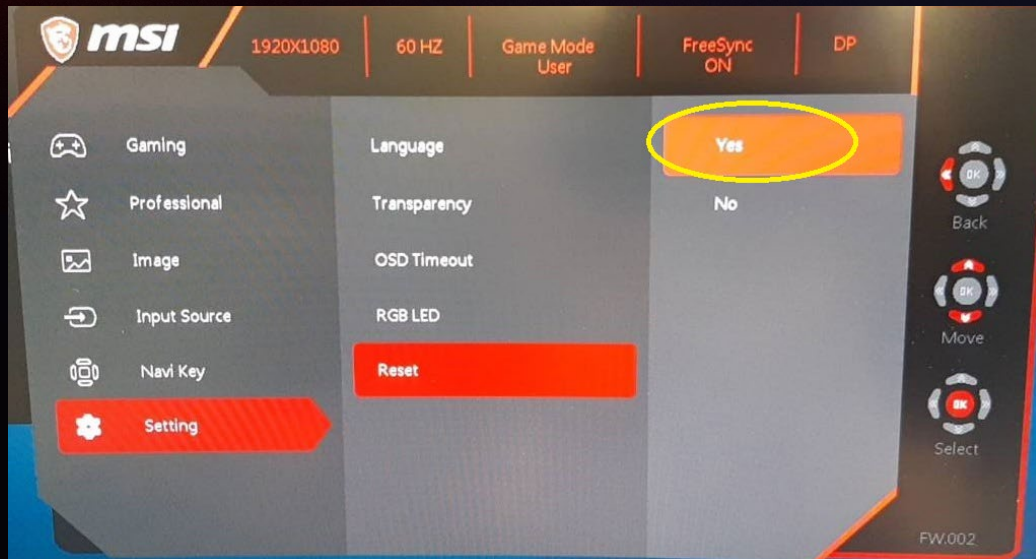 msi
1920X1080
60 HZ
Game Mode
User
FreeSync
ON
DP
Gaming
Professional
Image
Input Source
Navi Key
Setting
Language
Transparency
OSD Timeout
RGB LED
Reset
Yes
No
OK
Back
OK
Move
OK
Select
FW.002